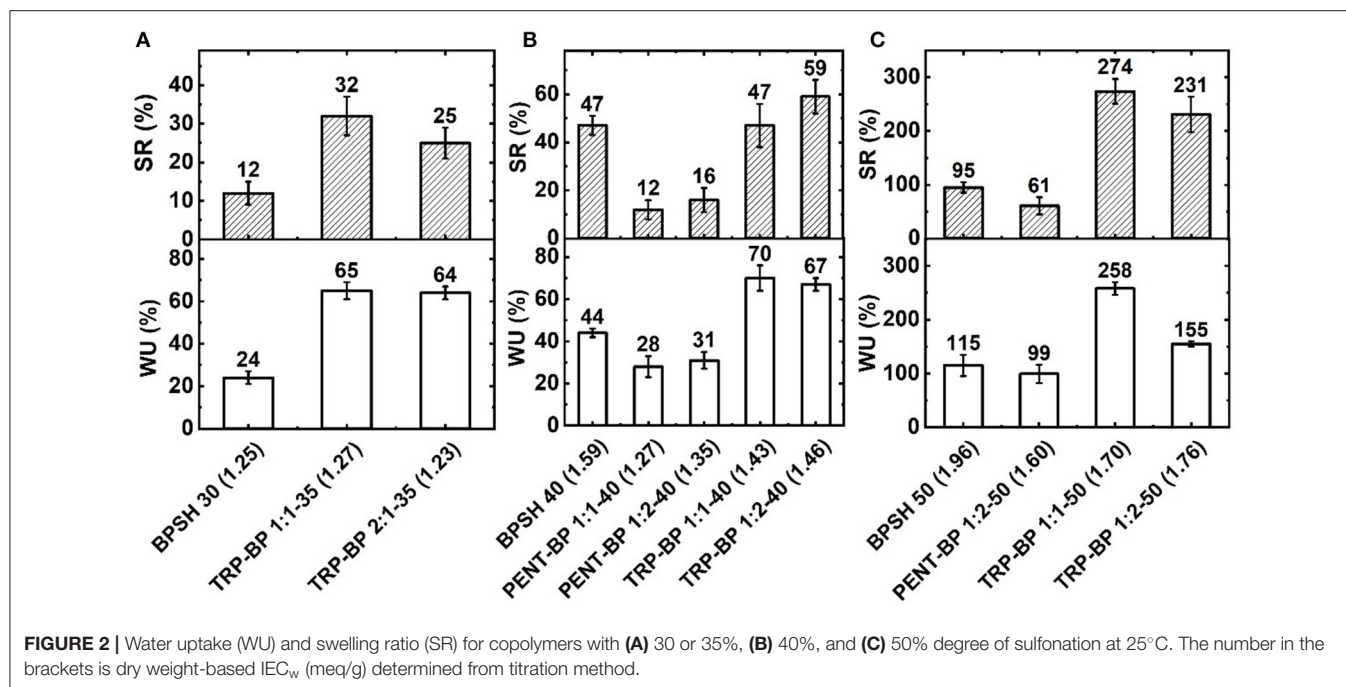 A
SR (%)
40
30
20
10
0
12
32
25
WU (%)
80
60
40
20
0
24
65
64
BPSH 30 (1.25)
TRP-BP 1:1-35 (1.27)
TRP-BP 2:1-35 (1.23)
B
SR (%)
60
40
20
0
47
12
16
47
59
WU (%)
80
60
40
20
0
44
28
31
70
67
BPSH 40 (1.59)
PENT-BP 1:1-40 (1.27)
PENT-BP 1:2-40 (1.35)
TRP-BP 1:1-40 (1.43)
TRP-BP 1:2-40 (1.46)
C
SR (%)
300
200
100
0
95
61
274
231
WU (%)
300
200
100
0
115
99
258
155
BPSH 50 (1.96)
PENT-BP 1:2-50 (1.60)
TRP-BP 1:1-50 (1.70)
TRP-BP 1:2-50 (1.76)
FIGURE 2 | Water uptake (WU) and swelling ratio (SR) for copolymers with (A) 30 or 35%, (B) 40%, and (C) 50% degree of sulfonation at 25°C. The number in the
brackets is dry weight-based IECw (meq/g) determined from titration method.